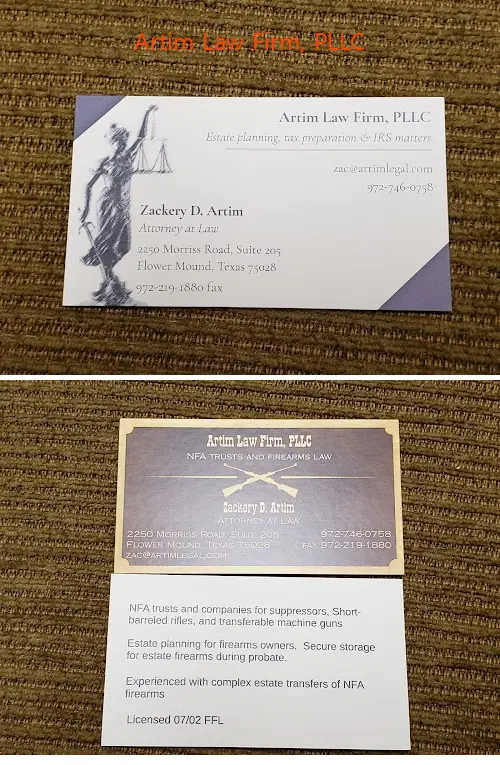 Artim Law Firm, PLLC
Artim Law Firm, PLLC
Estate planning, tax preparation & IRS matters
zac@artimlegal.com
972-746-0758
Zackery D. Artim
Attorney at Law
2250 Morriss Road, Suite 205
Flower Mound, Texas 75028
972-219-1880 fax
Artim Law Firm, PLLC
NFA trusts and firearms law
Zackery D. Artim
Attorney at law
2250 Morriss Road, Suite 205 972-746-0758
Flower Mound, Texas 75028 fax:972-219-1880
zac@artimlegal.com
NFA trusts and companies for suppressors, Short-
barreled rifles, and transferable machine guns
Estate planning for firearms owners. Secure storage
for estate firearms during probate.
Experienced with complex estate transfers of NFA
firearms
Licensed 07/02 FFL